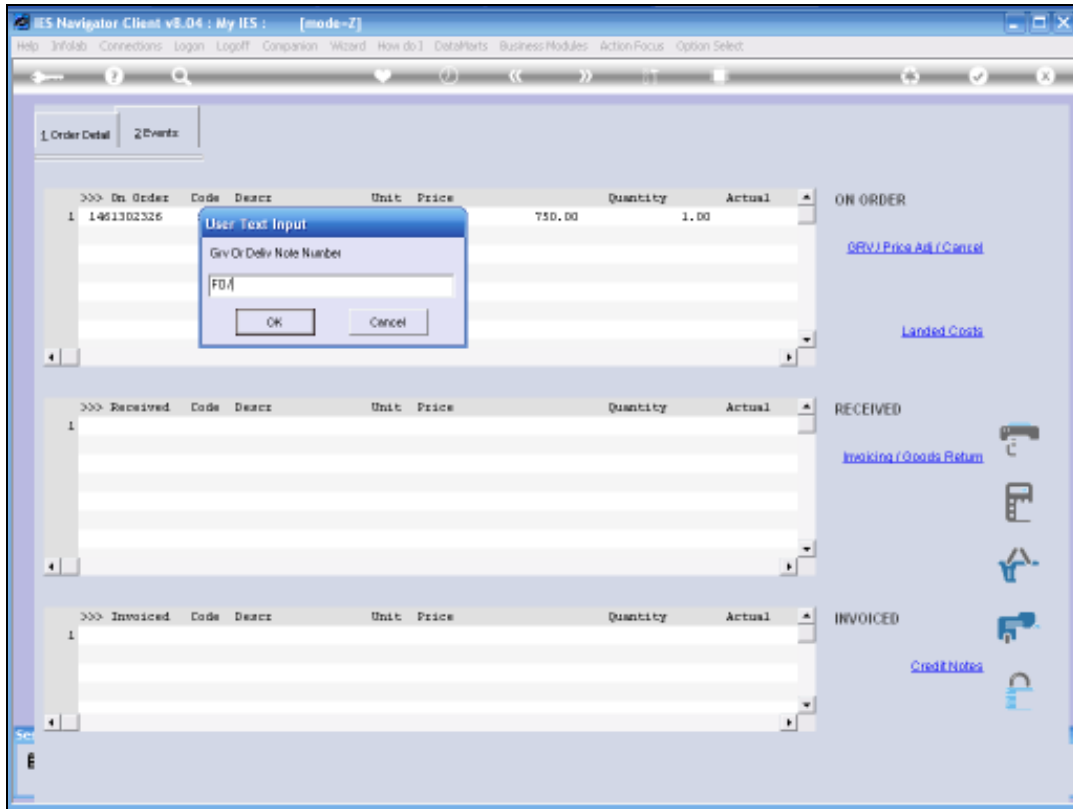 IES Navigator Client v8.04 : My IES : [mode=Z]
Help Infolab Connections Logon Logoff Companion Wizard How do I DataMarts Business Modules Action Focus Option Select
1 Order Detail 2 Events
>>> On Order Code Descr Unit Price Quantity Actual
ON ORDER
1 1461302326 750.00 1.00
User Text Input
Grv Or Deliv Note Number
GRV / Price Adj / Cancel
FD/
OK Cancel
Landed Costs
>>> Received Code Descr Unit Price Quantity Actual
RECEIVED
1
Invoicing / Goods Return
>>> Invoiced Code Descr Unit Price Quantity Actual
INVOICED
1
Credit Notes